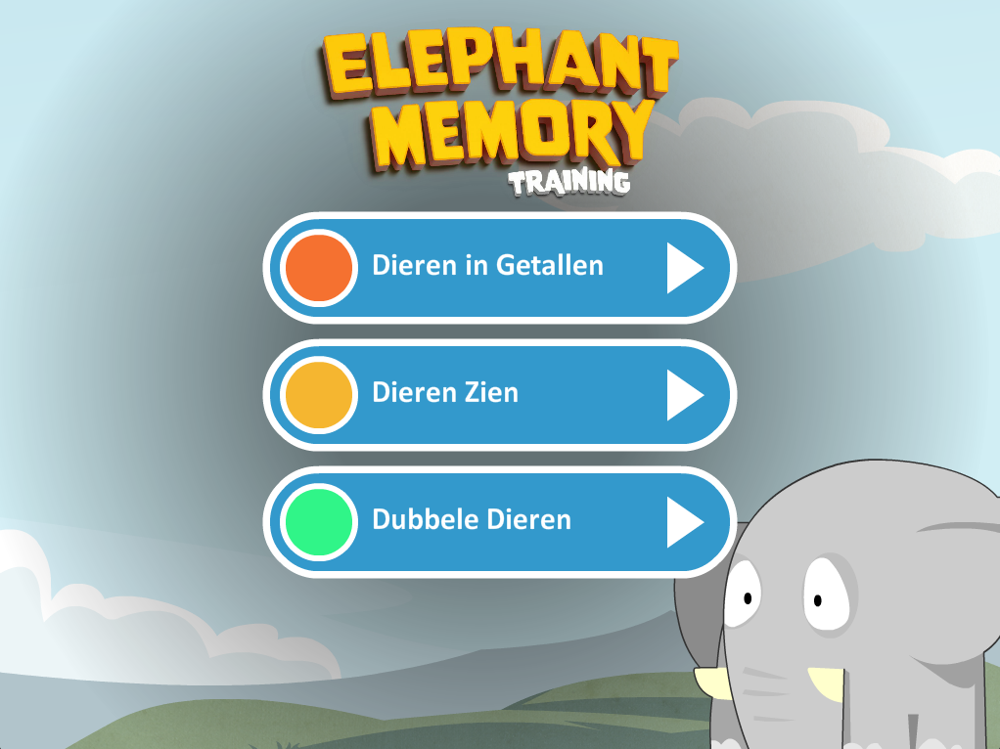 ELEPHANT
MEMORY
TRAINING
Dieren in Getallen
Dieren Zien
Dubbele Dieren